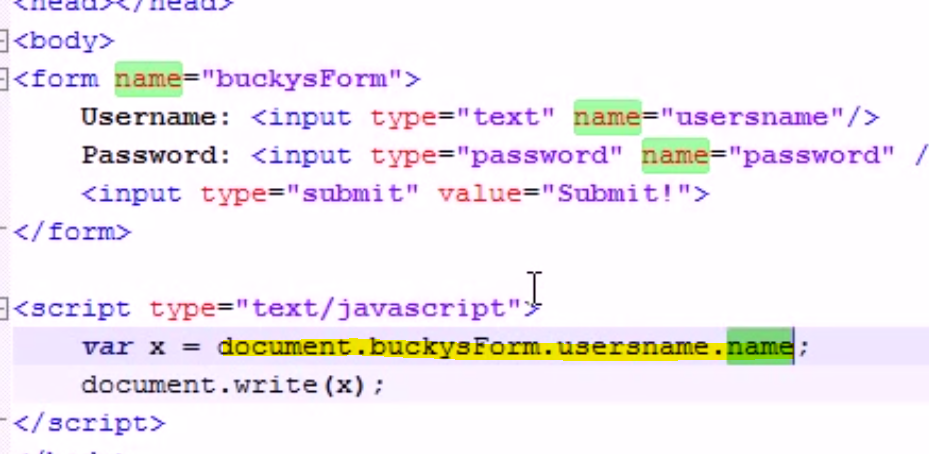 <head></head>
<body>
<form name="buckysForm">
Username: <input type="text" name="usersname"/>
Password: <input type="password" name="password" /
<input type="submit" value="Submit!">
</form>
<script type="text/javascript">
var x = document.buckysForm.usersname.name;
document.write(x);
</script>